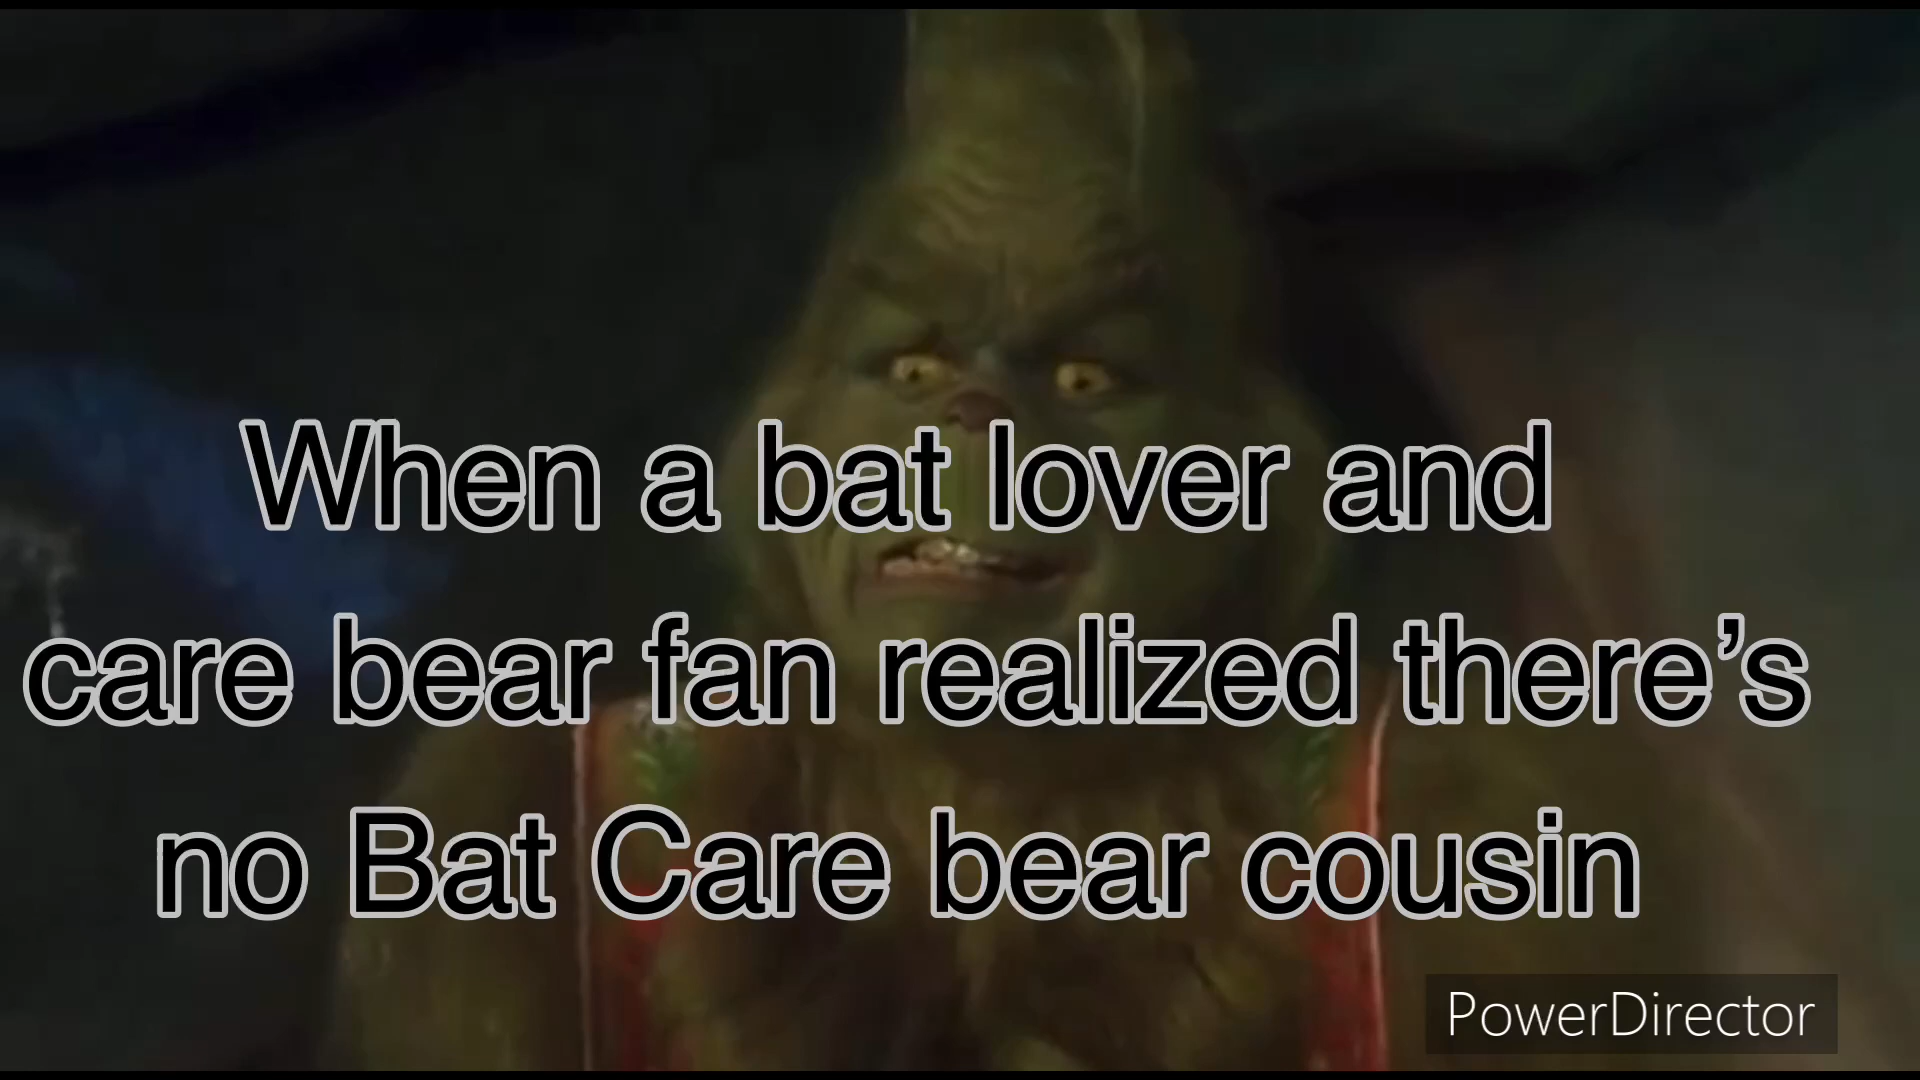 When a bat lover and
care bear fan realized there’s
no Bat Care bear cousin
PowerDirector